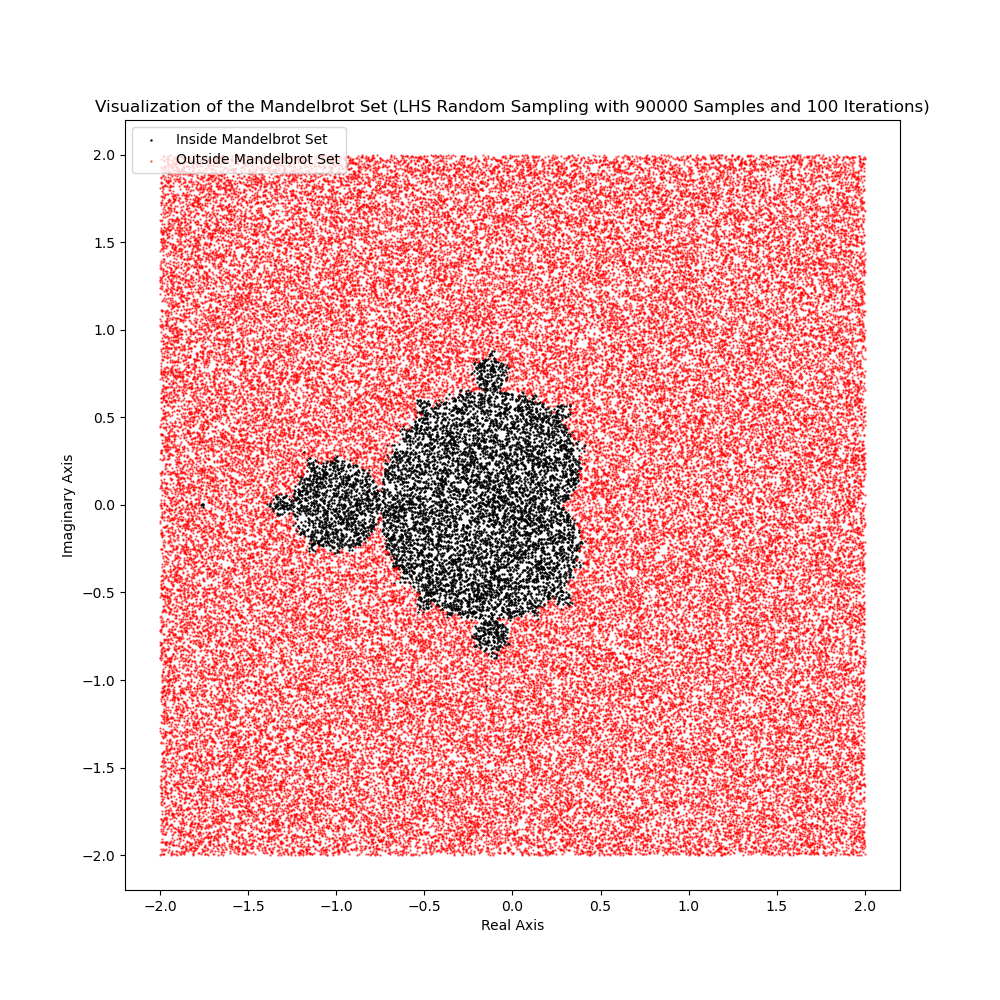 Visualization of the Mandelbrot Set (LHS Random Sampling with 90000 Samples and 100 Iterations)
Inside Mandelbrot Set
Outside Mandelbrot Set
2.0
1.5
1.0
0.5
0.0
−0.5
−1.0
−1.5
−2.0
Imaginary Axis
−2.0 −1.5 −1.0 −0.5 0.0 0.5 1.0 1.5 2.0
Real Axis